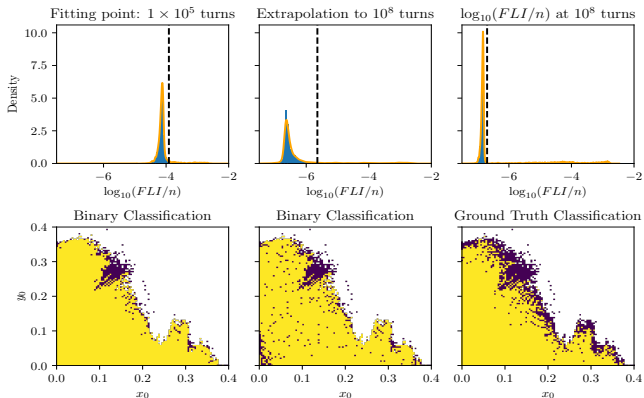 Fitting point: 1 × 10⁵ turns
Extrapolation to 10⁸ turns
log₁₀(FLI/n) at 10⁸ turns
Density
10.0
7.5
5.0
2.5
0.0
−6
−4
−2
log₁₀(FLI/n)
−6
−4
−2
log₁₀(FLI/n)
−6
−4
−2
log₁₀(FLI/n)
Binary Classification
Binary Classification
Ground Truth Classification
y₀
0.4
0.3
0.2
0.1
0.0
0.0 0.1 0.2 0.3 0.4
x₀
0.0 0.1 0.2 0.3 0.4
x₀
0.0 0.1 0.2 0.3 0.4
x₀